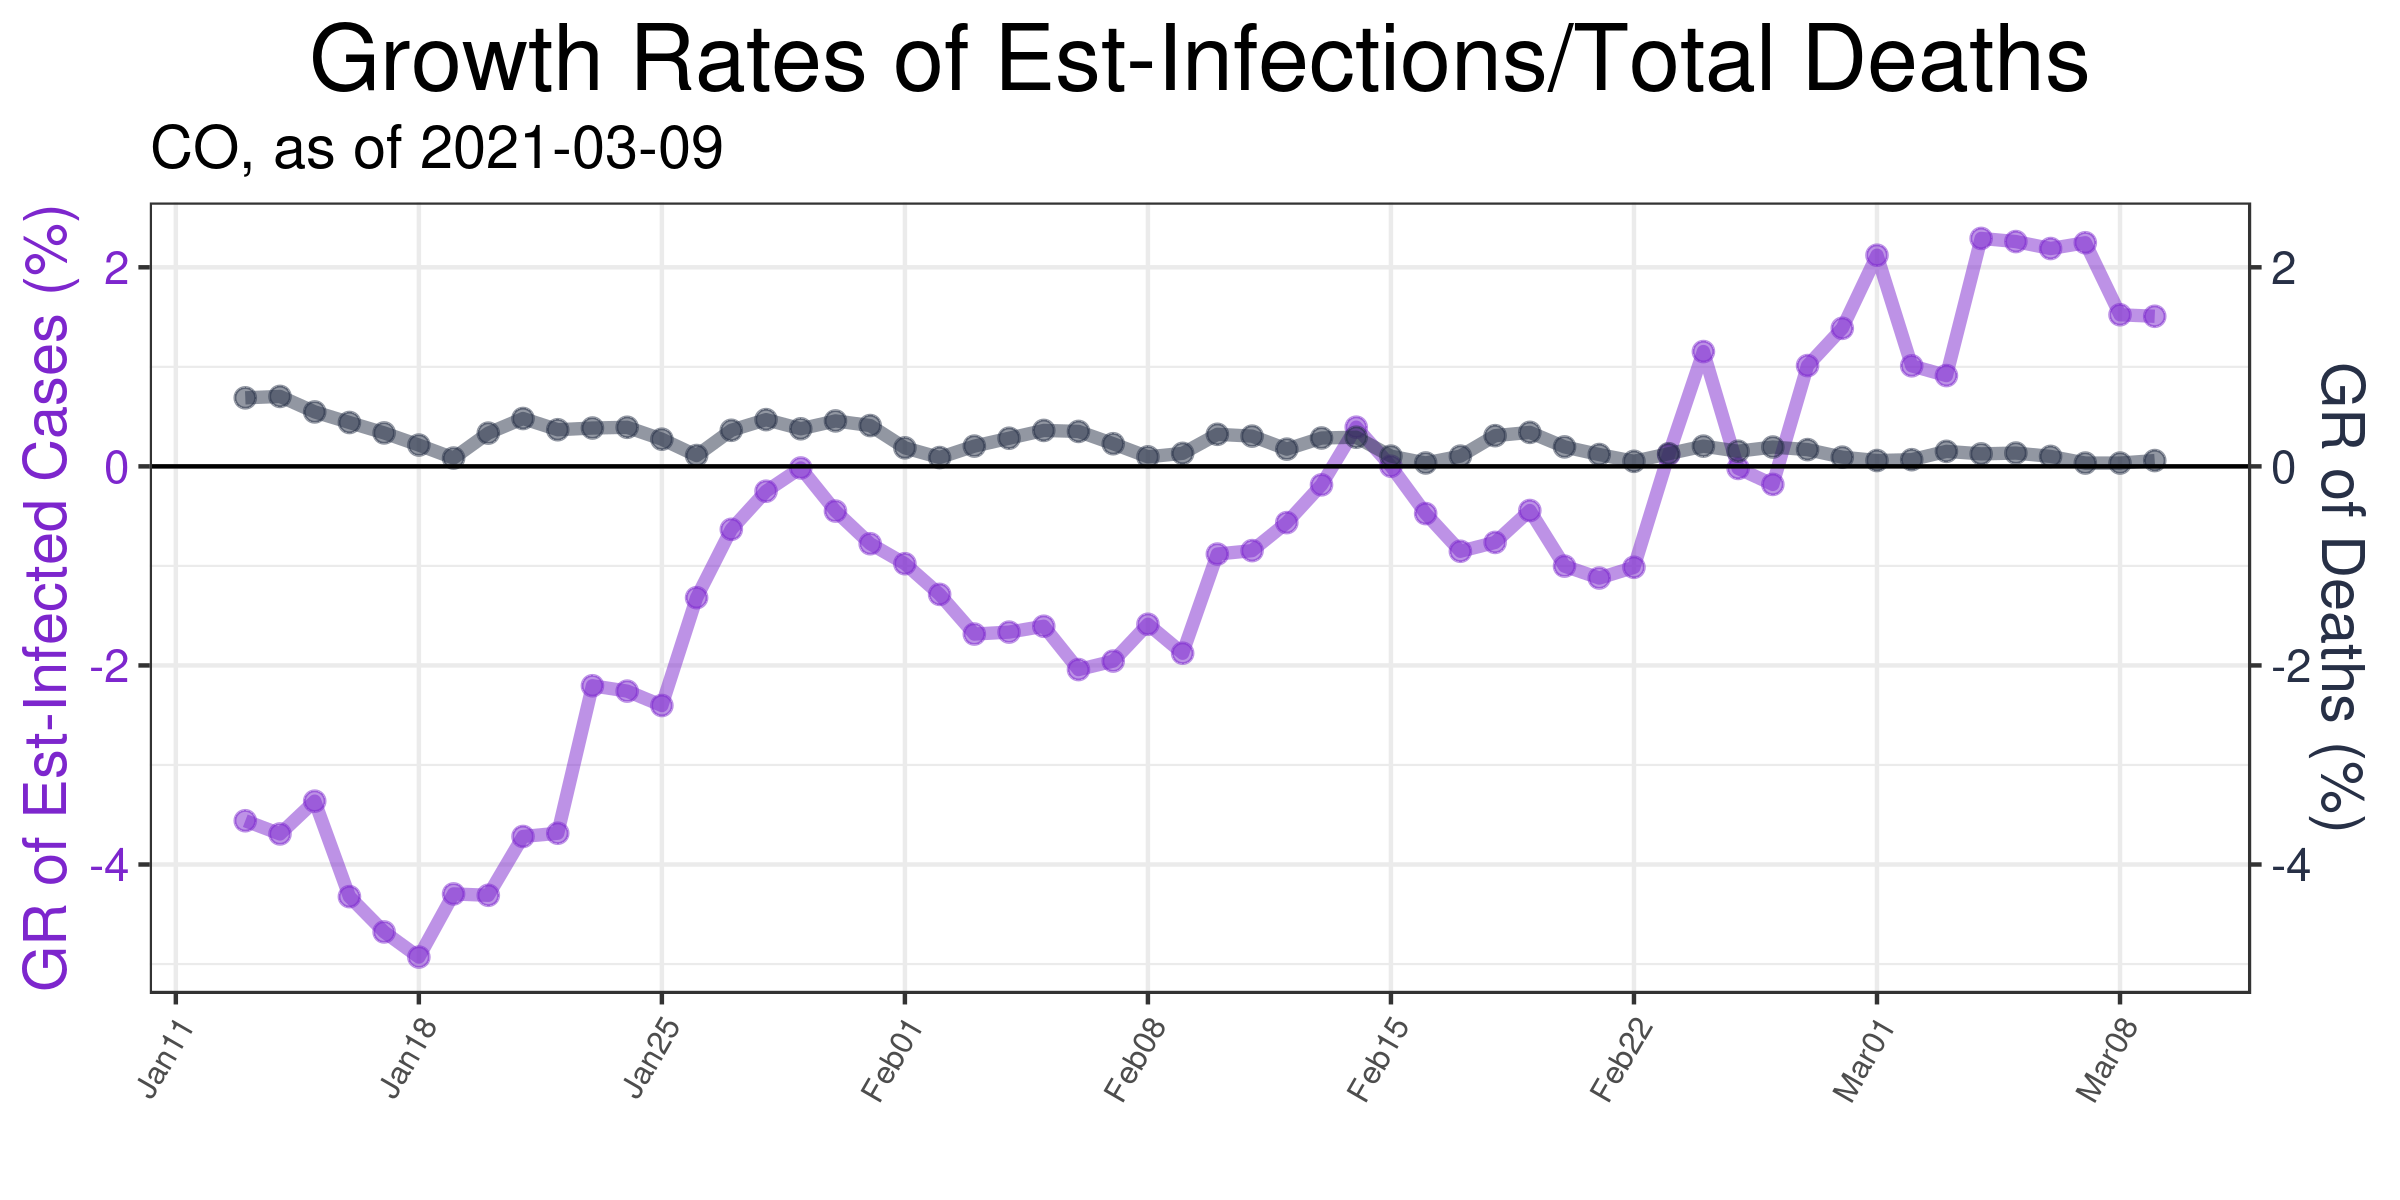 Growth Rates of Est-Infections/Total Deaths
CO, as of 2021-03-09
GR of Est-Infected Cases (%)
2
0
-2
-4
2
0
-2
-4
GR of Deaths (%)
Jan11
Jan18
Jan25
Feb01
Feb08
Feb15
Feb22
Mar01
Mar08